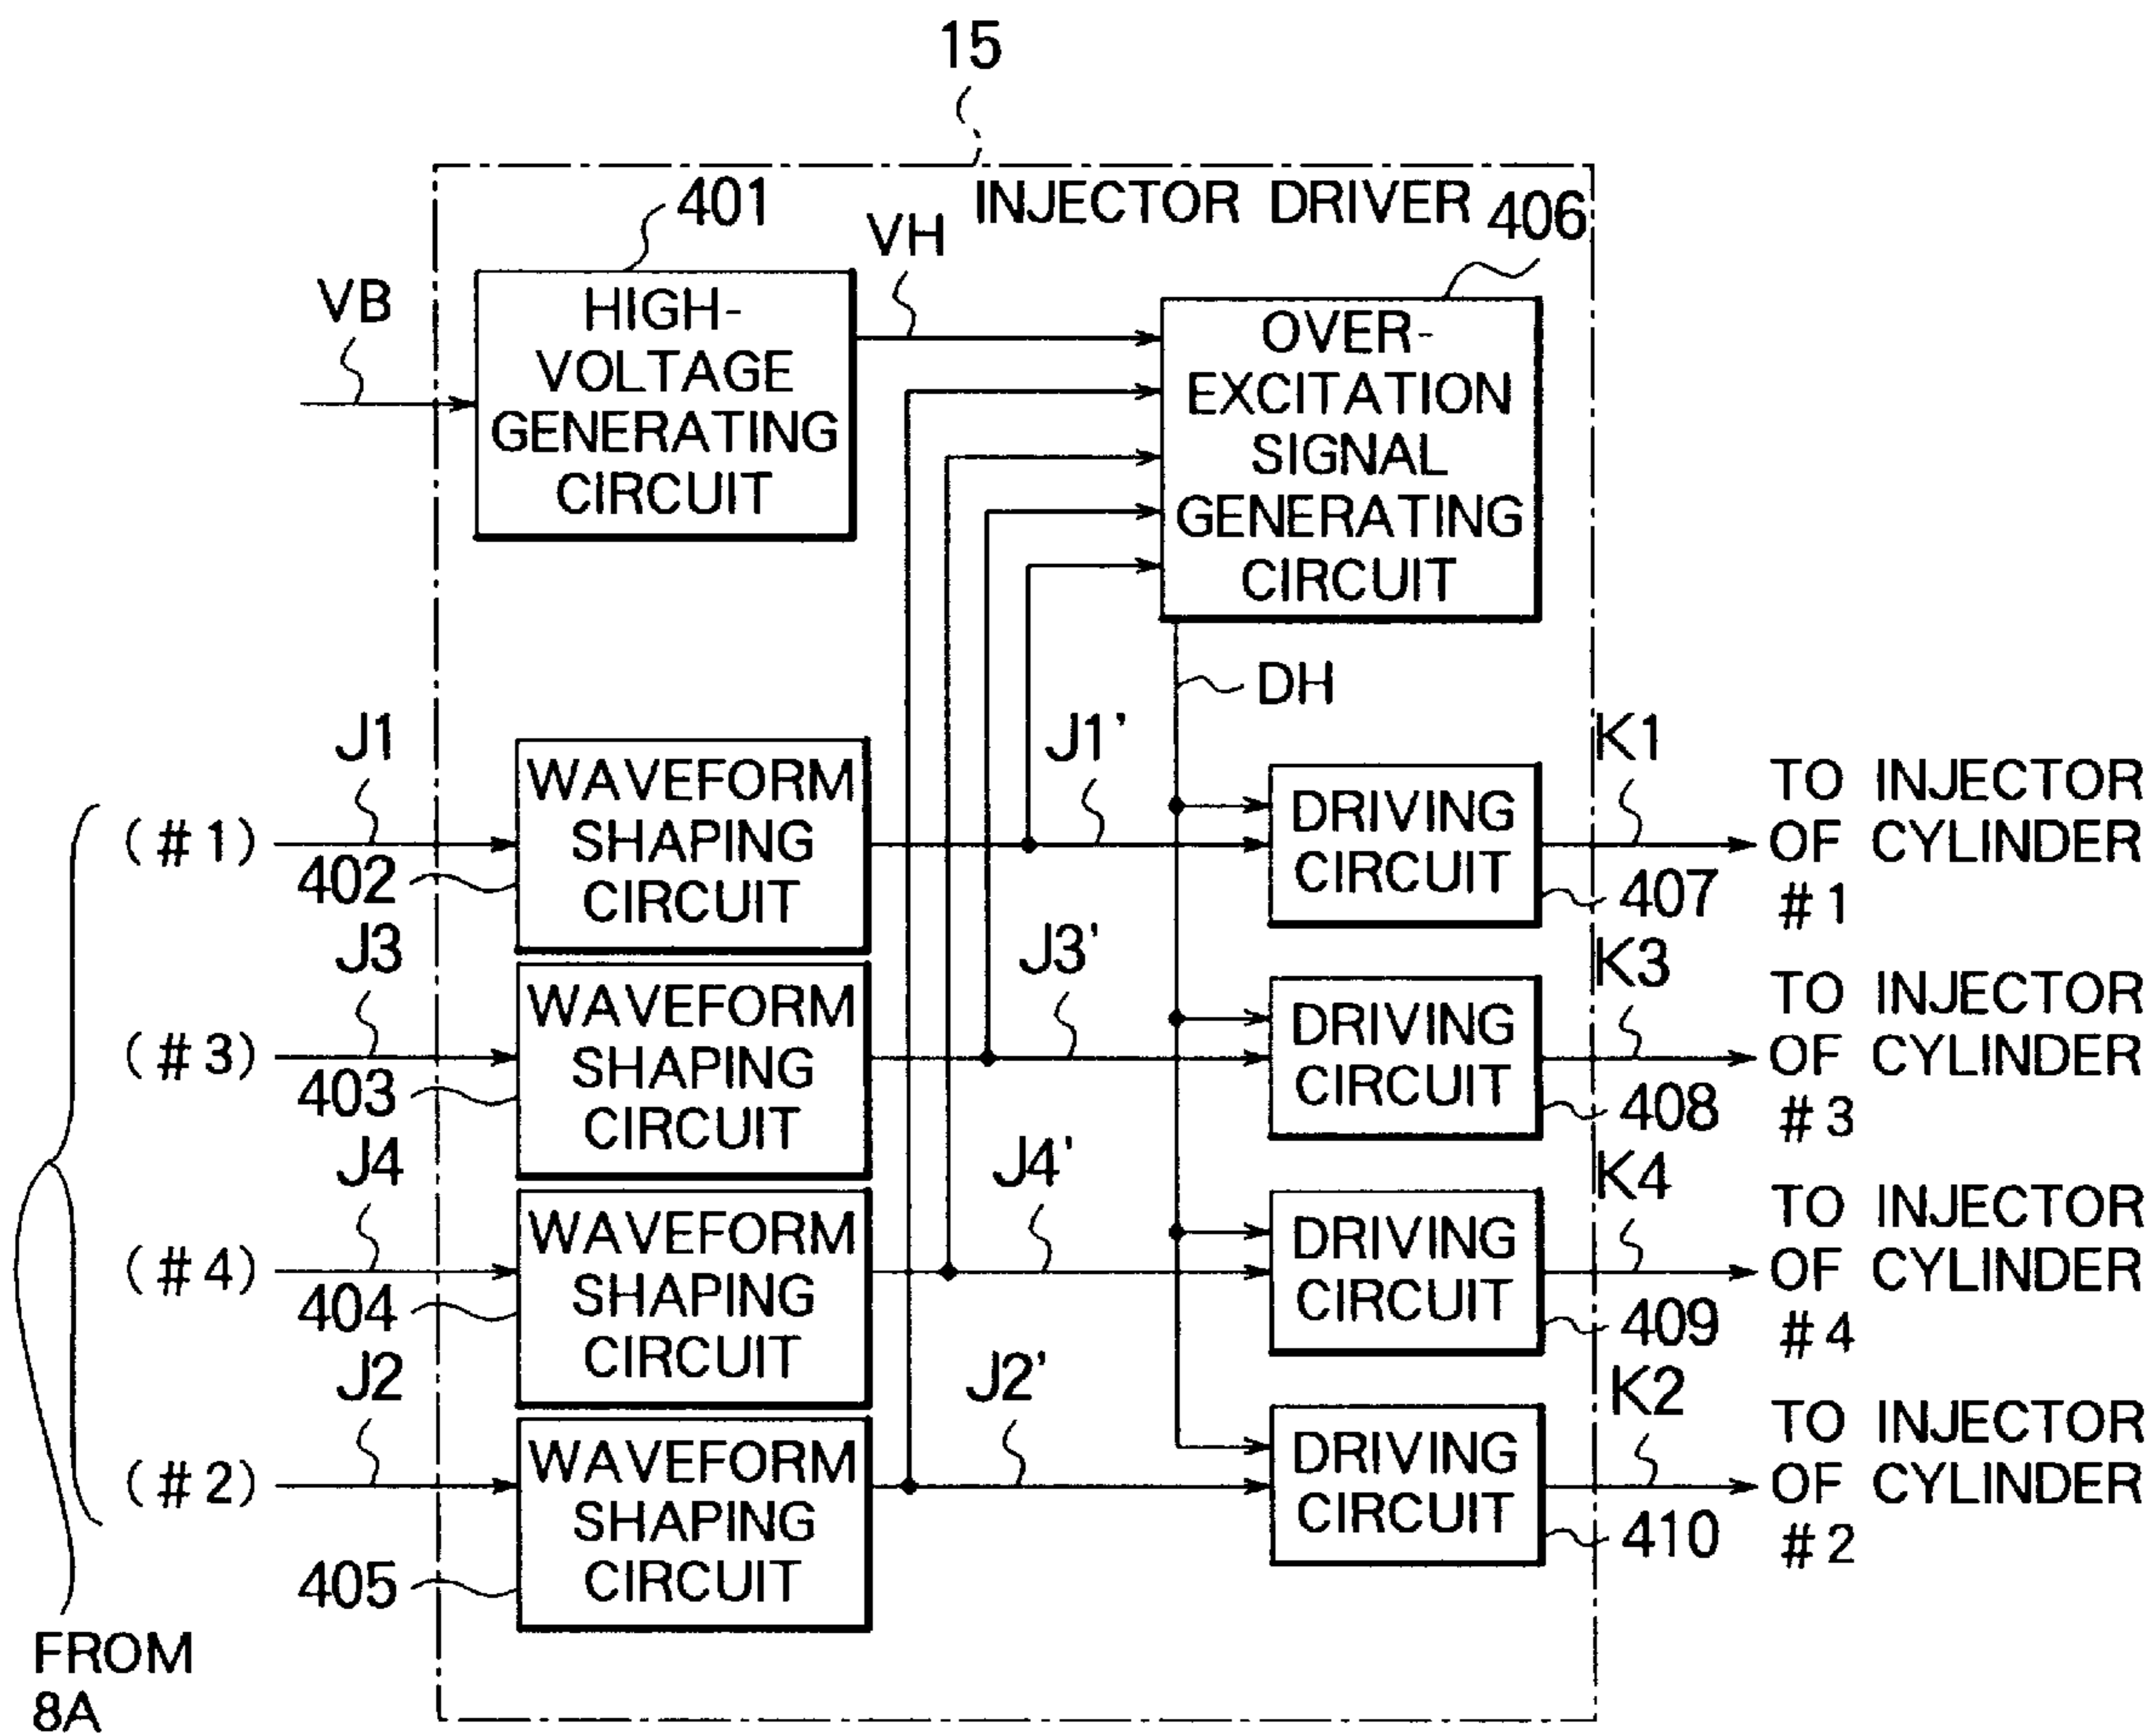 15
INJECTOR DRIVER
401
406
VH
VB
HIGH-
VOLTAGE
GENERATING
CIRCUIT
OVER-
EXCITATION
SIGNAL
GENERATING
CIRCUIT
DH
J1
(#1)
402
WAVEFORM
SHAPING
CIRCUIT
J1'
DRIVING
CIRCUIT
K1
407
TO INJECTOR
OF CYLINDER
#1
J3
(#3)
403
WAVEFORM
SHAPING
CIRCUIT
J3'
DRIVING
CIRCUIT
K3
408
TO INJECTOR
OF CYLINDER
#3
J4
(#4)
404
WAVEFORM
SHAPING
CIRCUIT
J4'
DRIVING
CIRCUIT
K4
409
TO INJECTOR
OF CYLINDER
#4
J2
(#2)
405
WAVEFORM
SHAPING
CIRCUIT
J2'
DRIVING
CIRCUIT
K2
410
TO INJECTOR
OF CYLINDER
#2
FROM
8A